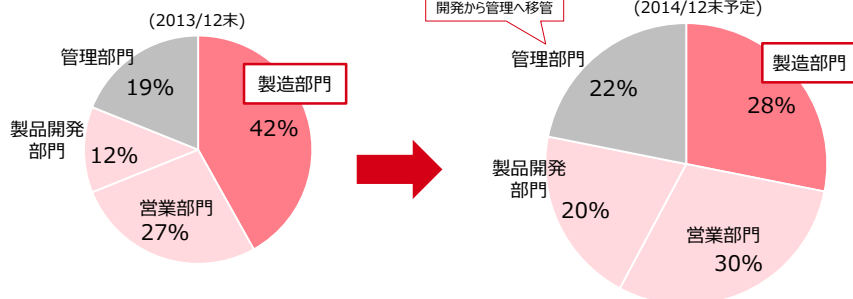 (2013/12末)
管理部門
19%
製造部門
42%
製品開発
部門
12%
営業部門
27%
開発から管理へ移管
(2014/12末予定)
管理部門
22%
製造部門
28%
製品開発
部門
20%
営業部門
30%